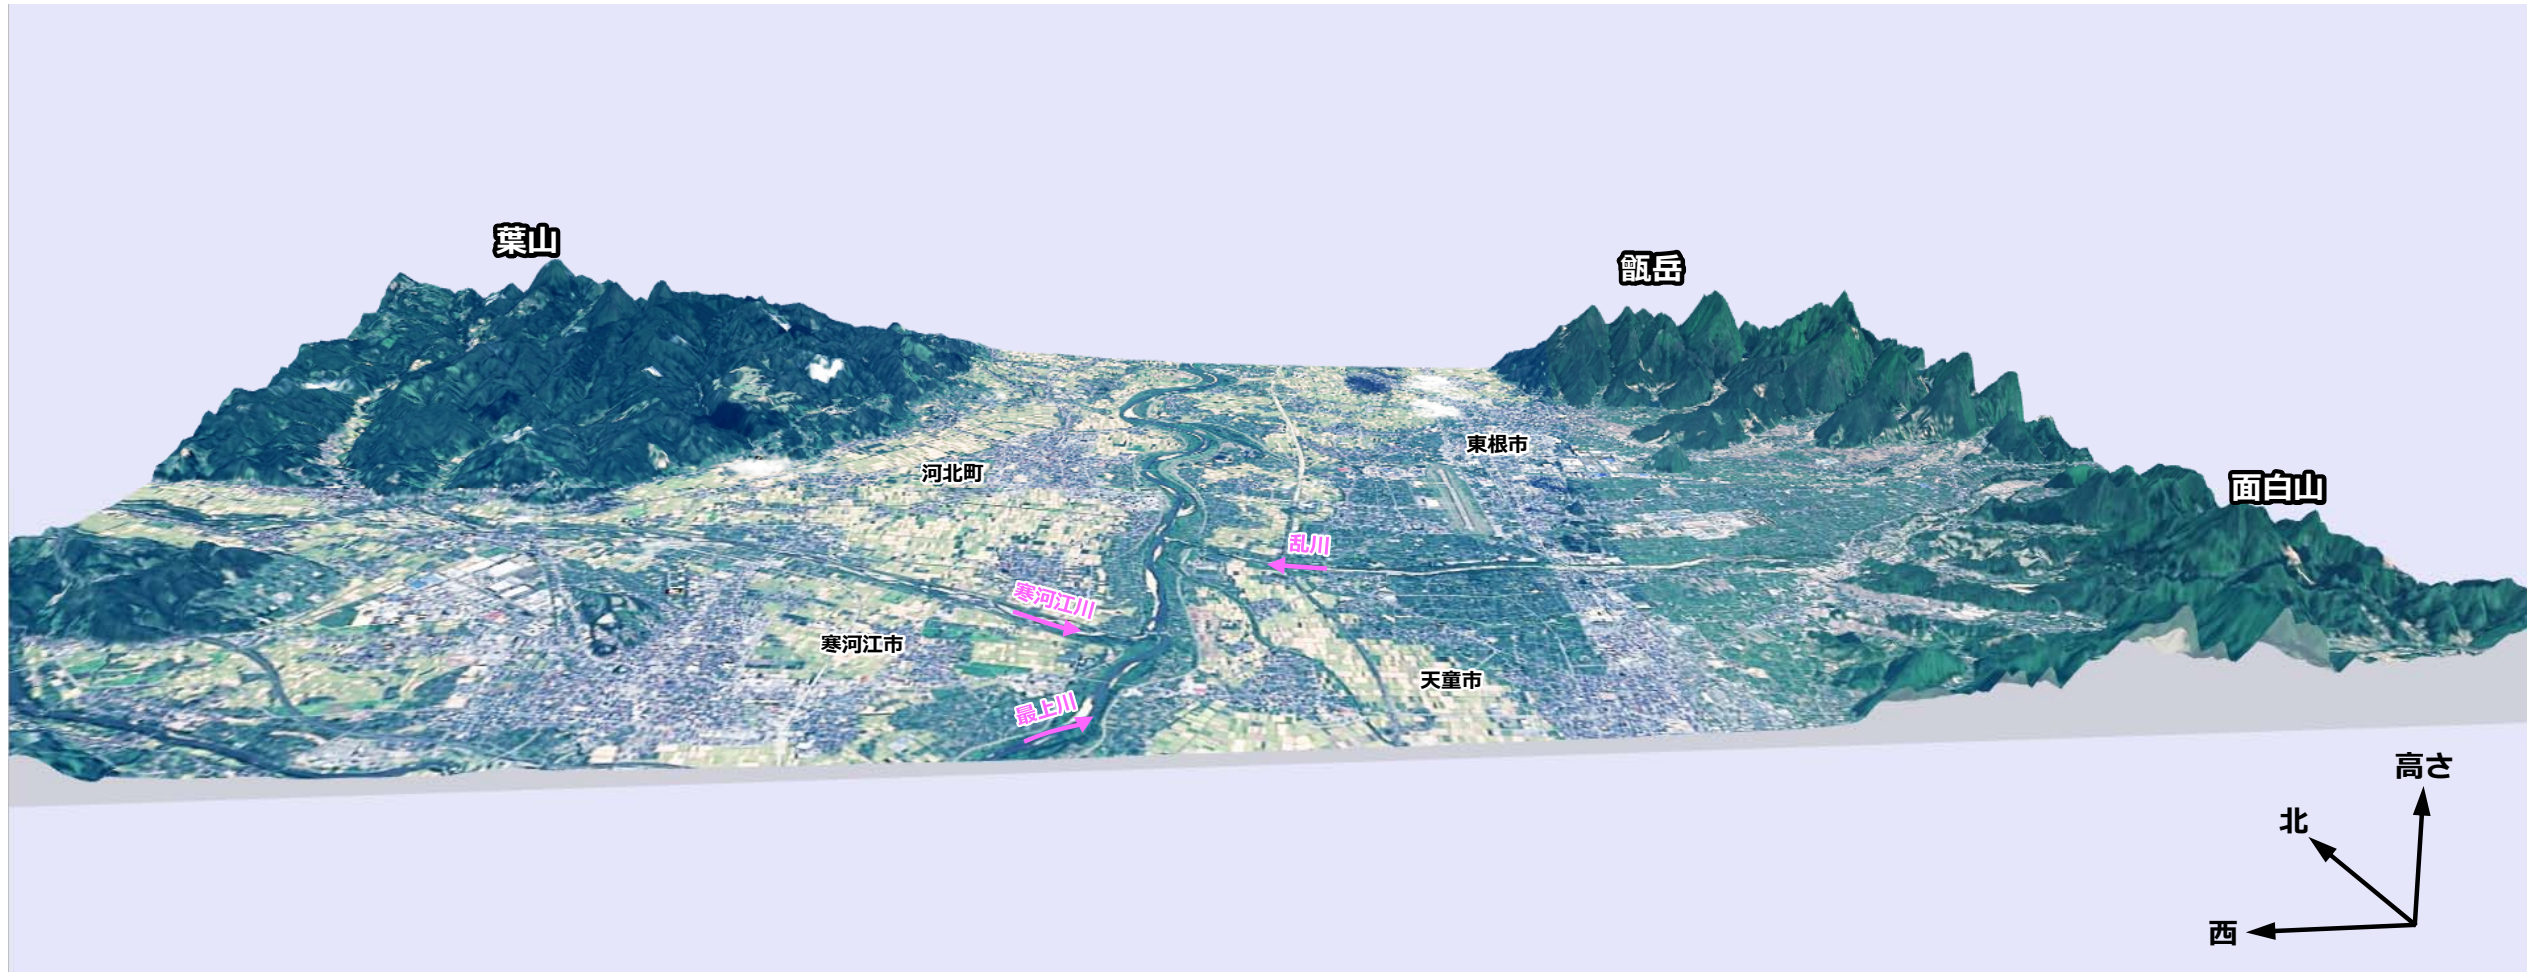 葉山
甑岳
東根市
河北町
面白山
乱川
寒河江川
寒河江市
天童市
最上川
高さ
北
西